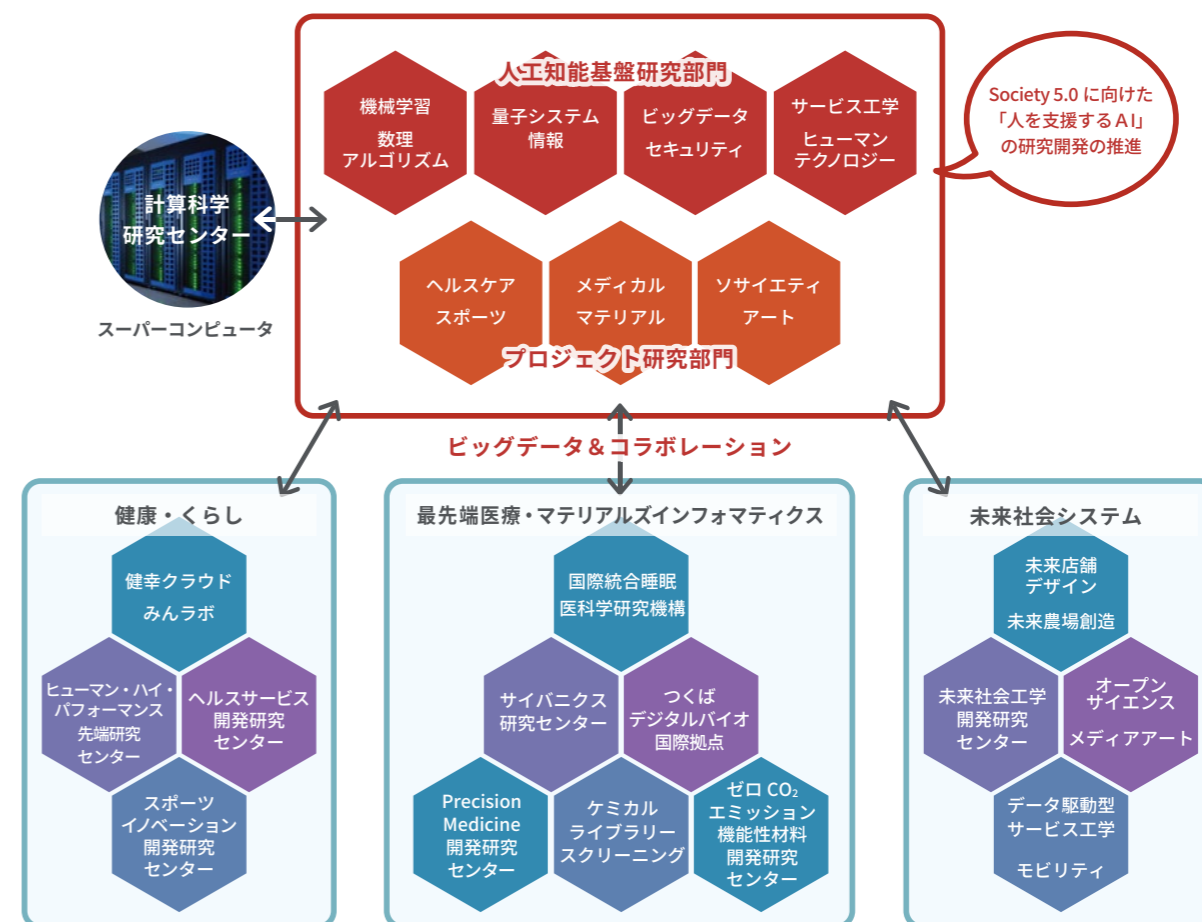 人工知能基盤研究部門
機械学習
数理
アルゴリズム
量子システム
情報
ビッグデータ
セキュリティ
サービス工学
ヒューマン
テクノロジー
Society 5.0 に向けた
「人を支援するAI」
の研究開発の推進
計算科学
研究センター
スーパーコンピュータ
ヘルスケア
スポーツ
メディカル
マテリアル
ソサイエティ
アート
プロジェクト研究部門
ビッグデータ＆コラボレーション
健康・くらし
健幸クラウド
みんラボ
ヒューマン・ハイ・
パフォーマンス
先端研究
センター
ヘルスサービス
開発研究
センター
スポーツ
イノベーション
開発研究
センター
最先端医療・マテリアルズインフォマティクス
国際統合睡眠
医科学研究機構
サイバニクス
研究センター
つくば
デジタルバイオ
国際拠点
Precision
Medicine
開発研究
センター
ケミカル
ライブラリー
スクリーニング
ゼロ CO₂
エミッション
機能性材料
開発研究
センター
未来社会システム
未来店舗
デザイン
未来農場創造
未来社会工学
開発研究
センター
オープン
サイエンス
メディアアート
データ駆動型
サービス工学
モビリティ